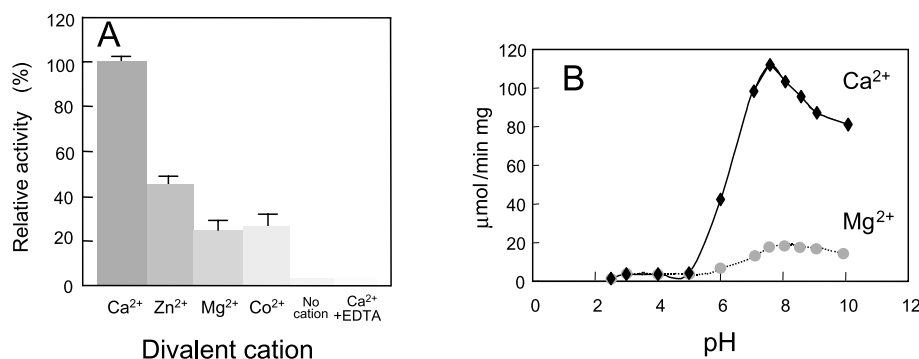 A
120
100
80
60
40
20
0
Relative activity (%)
Ca²⁺ Zn²⁺ Mg²⁺ Co²⁺ No cation Ca²⁺ +EDTA
Divalent cation
B
120
100
80
60
40
20
0
μmol/min mg
Ca²⁺
Mg²⁺
0 2 4 6 8 10 12
pH